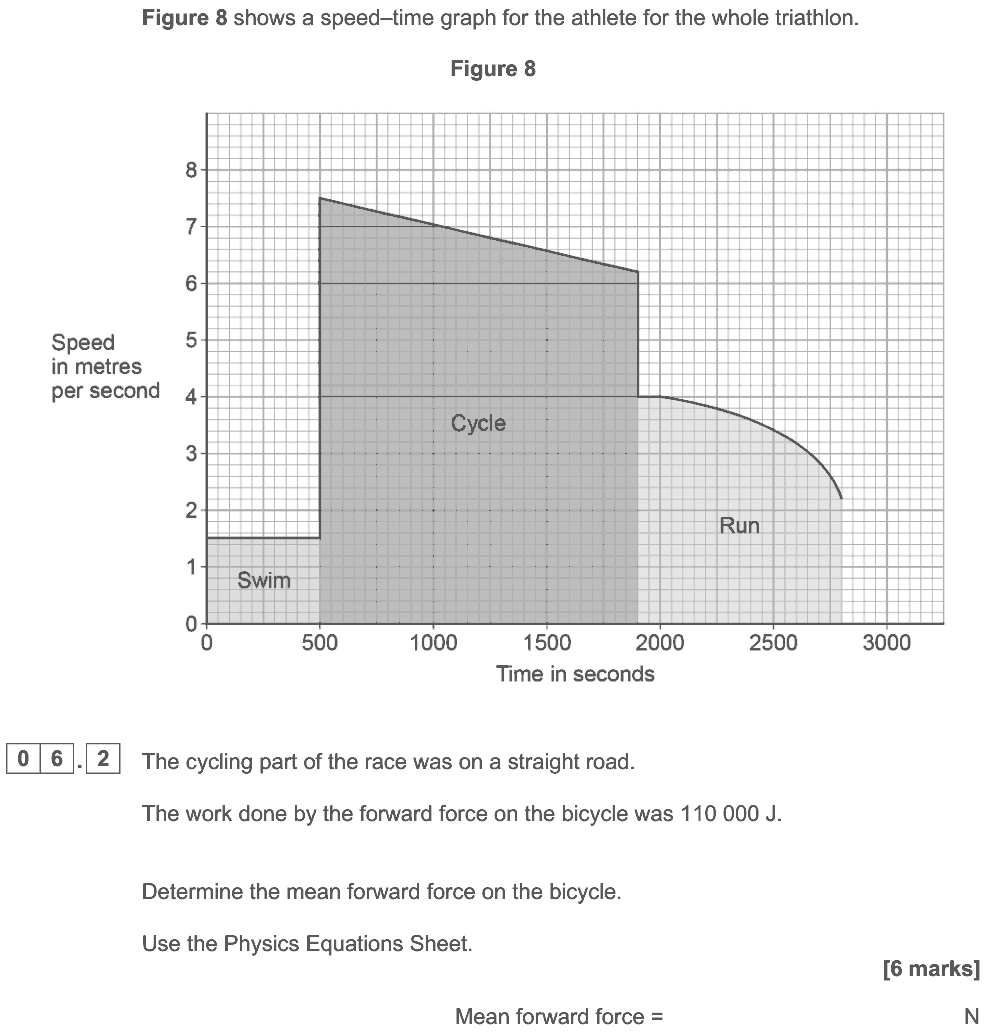 Figure 8 shows a speed–time graph for the athlete for the whole triathlon.
Figure 8
8
7
6
5
4
3
2
1
0
Speed
in metres
per second
Cycle
Run
Swim
0 500 1000 1500 2000 2500 3000
Time in seconds
0 6 . 2 The cycling part of the race was on a straight road.
The work done by the forward force on the bicycle was 110 000 J.
Determine the mean forward force on the bicycle.
Use the Physics Equations Sheet.
[6 marks]
Mean forward force = N